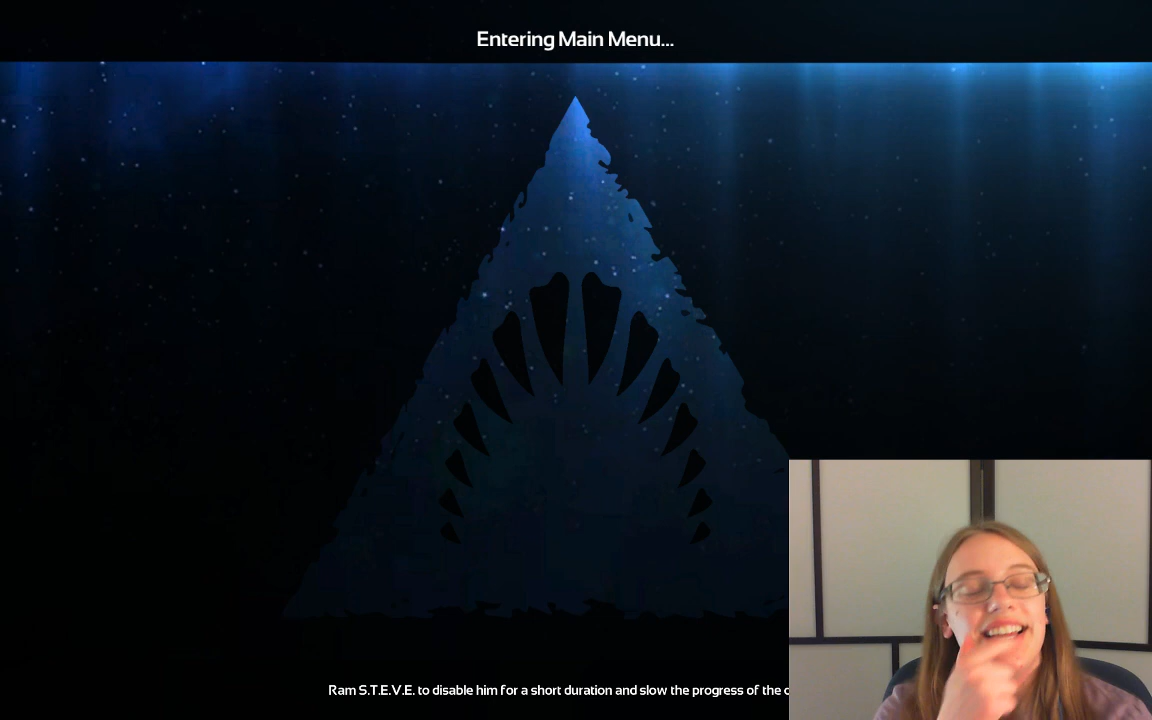 Entering Main Menu...
Ram S.T.E.V.E. to disable him for a short duration and slow the progress of the